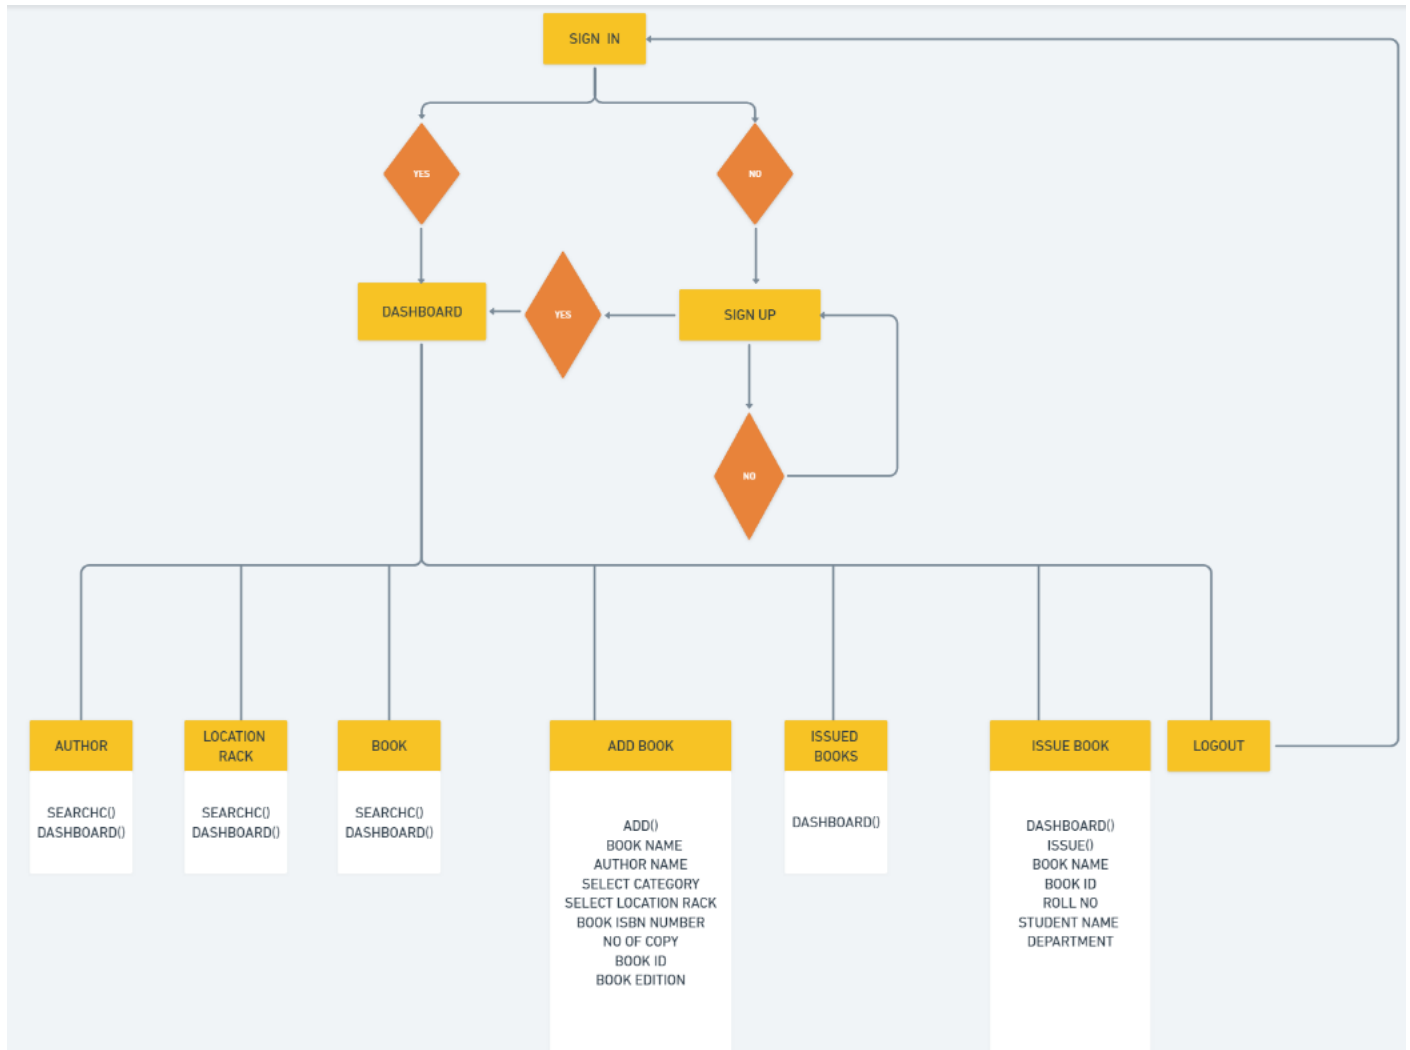 SIGN IN
YES
NO
DASHBOARD
YES
SIGN UP
NO
AUTHOR
SEARCHC()
DASHBOARD()
LOCATION
RACK
SEARCHC()
DASHBOARD()
BOOK
SEARCHC()
DASHBOARD()
ADD BOOK
ADD()
BOOK NAME
AUTHOR NAME
SELECT CATEGORY
SELECT LOCATION RACK
BOOK ISBN NUMBER
NO OF COPY
BOOK ID
BOOK EDITION
ISSUED
BOOKS
DASHBOARD()
ISSUE BOOK
DASHBOARD()
ISSUE()
BOOK NAME
BOOK ID
ROLL NO
STUDENT NAME
DEPARTMENT
LOGOUT